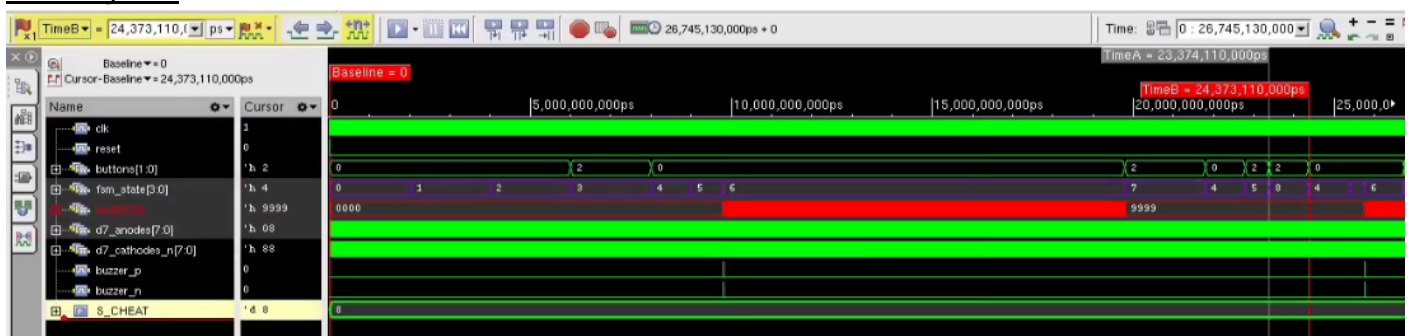 x1 TimeB = 24,373,110,( ps 26,745,130,000ps + 0 Time: 0 : 26,745,130,000
Baseline = 0
Cursor-Baseline = 24,373,110,000ps
Name Cursor
Baseline = 0
TimeA = 23,374,110,000ps
TimeB = 24,373,110,000ps
0 5,000,000,000ps 10,000,000,000ps 15,000,000,000ps 20,000,000,000ps 25,000,0
clk 1
reset 0
buttons[1:0] 'h 2 0 2 0 2 0 2 2 0
fsm_state[3:0] 'h 4 0 1 2 3 4 5 6 7 4 5 8 4 6
'h 9999 0000 9999
d7_anodes[7:0] 'h 08
d7_cathodes_n[7:0] 'h 88
buzzer_p 0
buzzer_n 0
S_CHEAT 'd 8 8